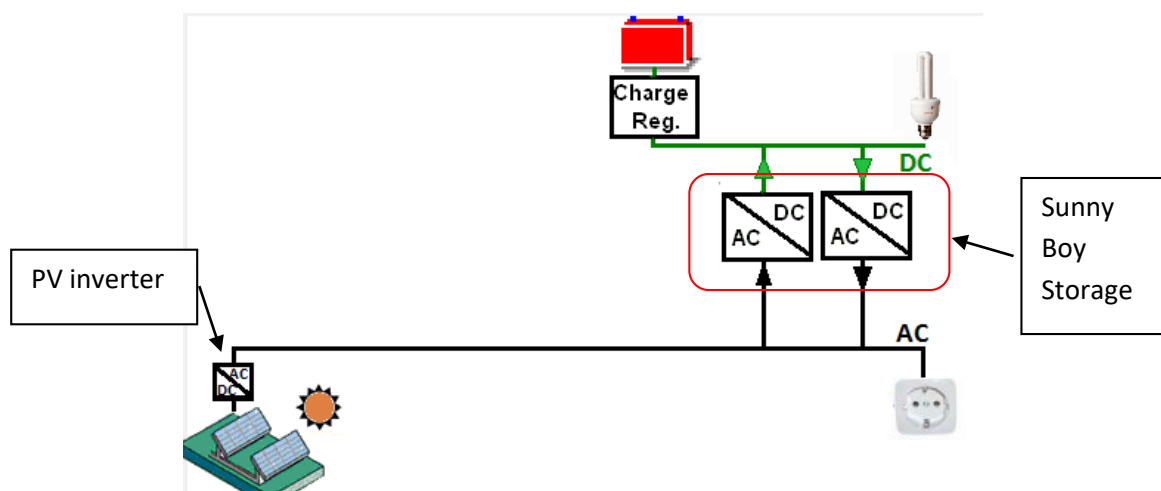 Charge
Reg.
DC
DC
AC
DC
AC
Sunny
Boy
Storage
PV inverter
AC
AC
DC